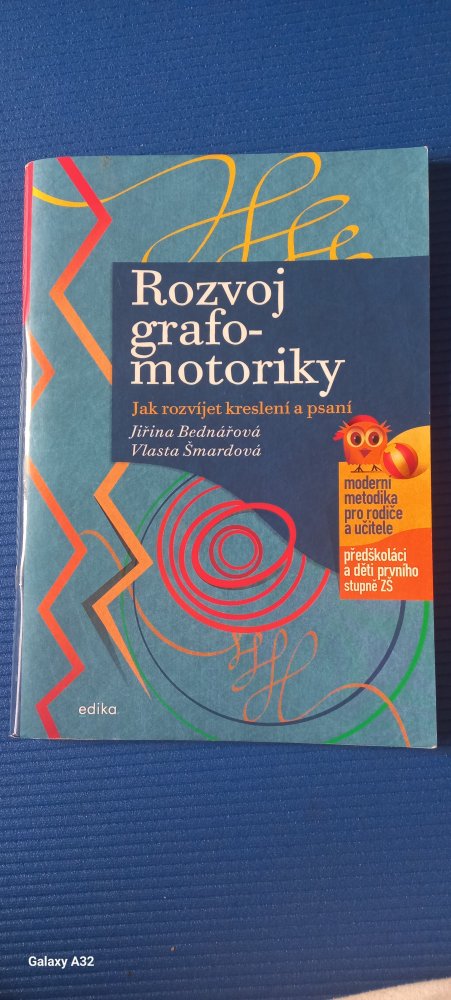 Rozvoj
grafo-
motoriky
Jak rozvíjet kreslení a psaní
Jiřina Bednářová
Vlasta Šmardová
moderní
metodika
pro rodiče
a učitele
předškoláci
a děti prvního
stupně ZŠ
edika
Galaxy A32